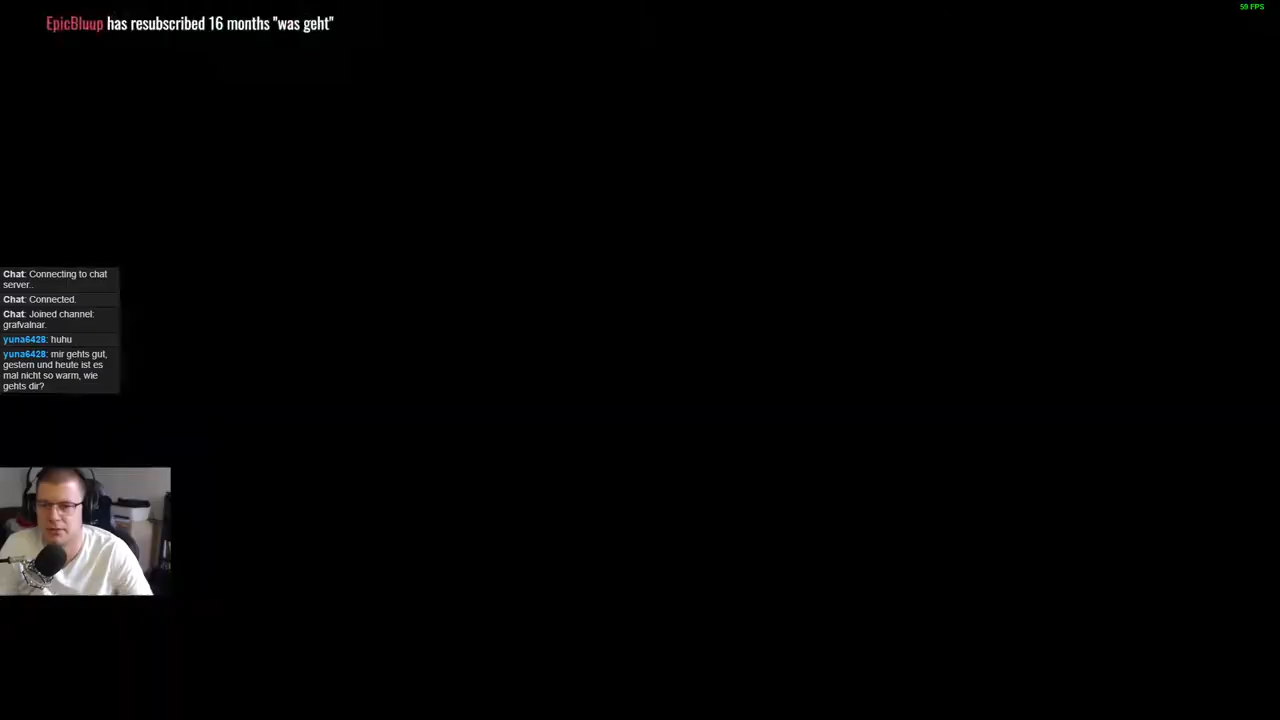 EpicBluup has resubscribed 16 months "was geht"
59 FPS
Chat: Connecting to chat
server..
Chat: Connected.
Chat: Joined channel:
grafvalnar.
yuna6428: huhu
yuna6428: mir gehts gut,
gestern und heute ist es
mal nicht so warm, wie
gehts dir?